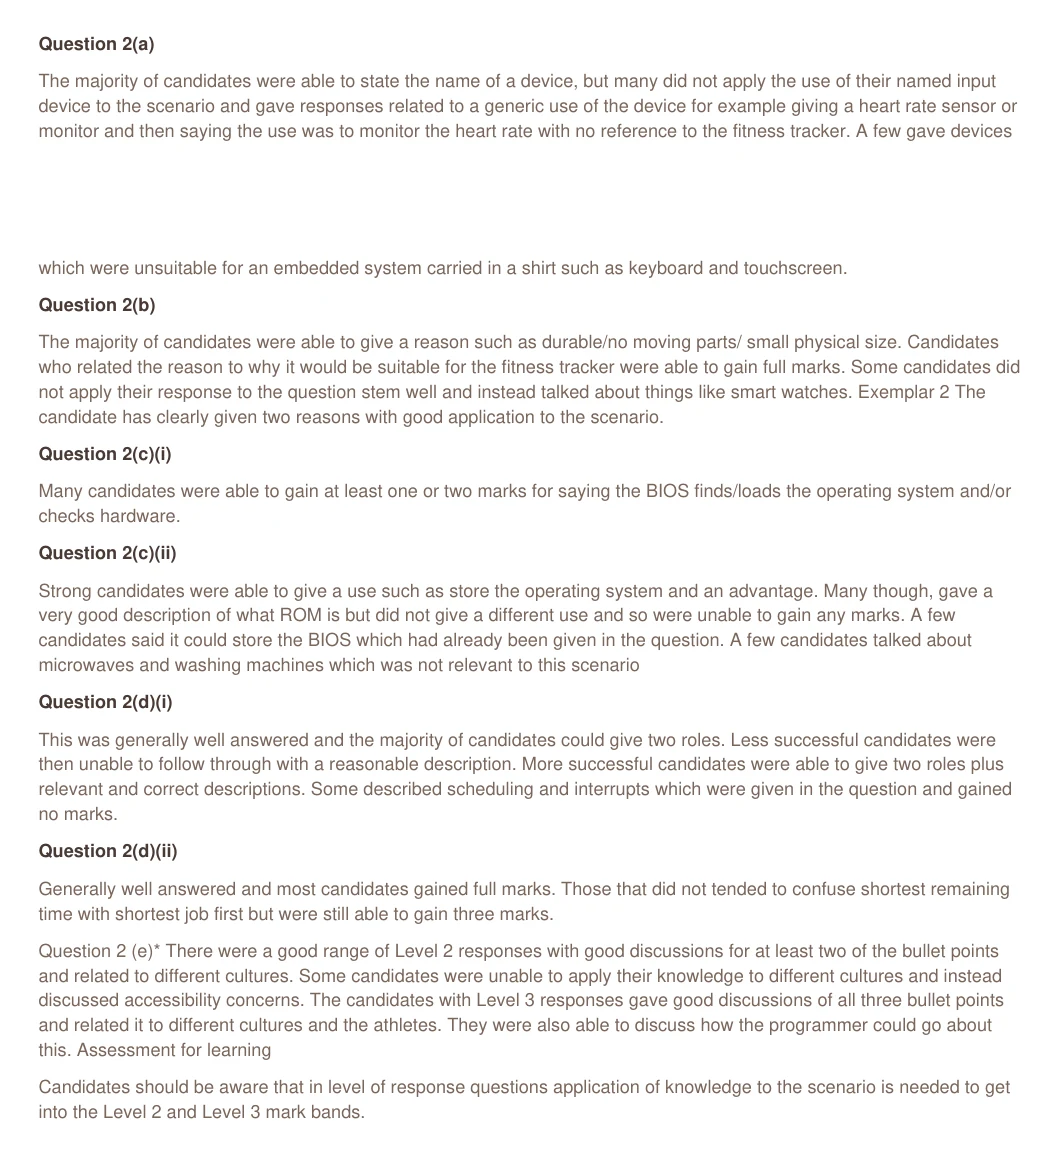 Question 2(a)
The majority of candidates were able to state the name of a device, but many did not apply the use of their named input
device to the scenario and gave responses related to a generic use of the device for example giving a heart rate sensor or
monitor and then saying the use was to monitor the heart rate with no reference to the fitness tracker. A few gave devices
which were unsuitable for an embedded system carried in a shirt such as keyboard and touchscreen.
Question 2(b)
The majority of candidates were able to give a reason such as durable/no moving parts/ small physical size. Candidates
who related the reason to why it would be suitable for the fitness tracker were able to gain full marks. Some candidates did
not apply their response to the question stem well and instead talked about things like smart watches. Exemplar 2 The
candidate has clearly given two reasons with good application to the scenario.
Question 2(c)(i)
Many candidates were able to gain at least one or two marks for saying the BIOS finds/loads the operating system and/or
checks hardware.
Question 2(c)(ii)
Strong candidates were able to give a use such as store the operating system and an advantage. Many though, gave a
very good description of what ROM is but did not give a different use and so were unable to gain any marks. A few
candidates said it could store the BIOS which had already been given in the question. A few candidates talked about
microwaves and washing machines which was not relevant to this scenario
Question 2(d)(i)
This was generally well answered and the majority of candidates could give two roles. Less successful candidates were
then unable to follow through with a reasonable description. More successful candidates were able to give two roles plus
relevant and correct descriptions. Some described scheduling and interrupts which were given in the question and gained
no marks.
Question 2(d)(ii)
Generally well answered and most candidates gained full marks. Those that did not tended to confuse shortest remaining
time with shortest job first but were still able to gain three marks.
Question 2 (e)* There were a good range of Level 2 responses with good discussions for at least two of the bullet points
and related to different cultures. Some candidates were unable to apply their knowledge to different cultures and instead
discussed accessibility concerns. The candidates with Level 3 responses gave good discussions of all three bullet points
and related it to different cultures and the athletes. They were also able to discuss how the programmer could go about
this. Assessment for learning
Candidates should be aware that in level of response questions application of knowledge to the scenario is needed to get
into the Level 2 and Level 3 mark bands.